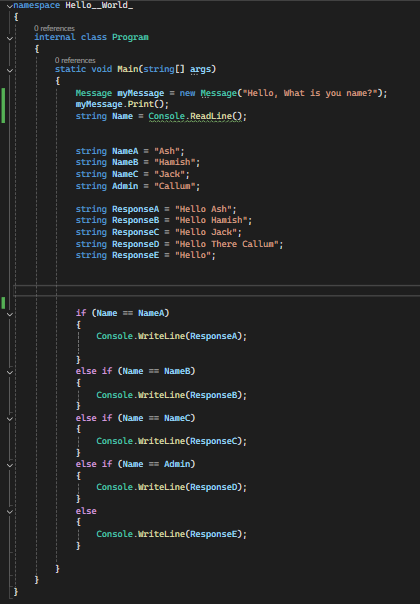 namespace Hello__World_
{
0 references
internal class Program
{
0 references
static void Main(string[] args)
{
Message myMessage = new Message("Hello, What is you name?");
myMessage.Print();
string Name = Console.ReadLine();
string NameA = "Ash";
string NameB = "Hamish";
string NameC = "Jack";
string Admin = "Callum";
string ResponseA = "Hello Ash";
string ResponseB = "Hello Hamish";
string ResponseC = "Hello Jack";
string ResponseD = "Hello There Callum";
string ResponseE = "Hello";
if (Name == NameA)
{
Console.WriteLine(ResponseA);
}
else if (Name == NameB)
{
Console.WriteLine(ResponseB);
}
else if (Name == NameC)
{
Console.WriteLine(ResponseC);
}
else if (Name == Admin)
{
Console.WriteLine(ResponseD);
}
else
{
Console.WriteLine(ResponseE);
}
}
}
}